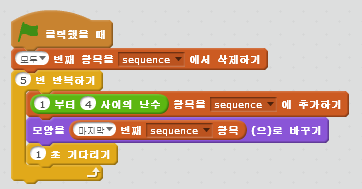 클릭했을 때
모두▼ 번째 항목을 sequence▼ 에서 삭제하기
5 번 반복하기
1 부터 4 사이의 난수 항목을 sequence▼ 에 추가하기
모양을 마지막▼ 번째 sequence▼ 항목 (으)로 바꾸기
1 초 기다리기